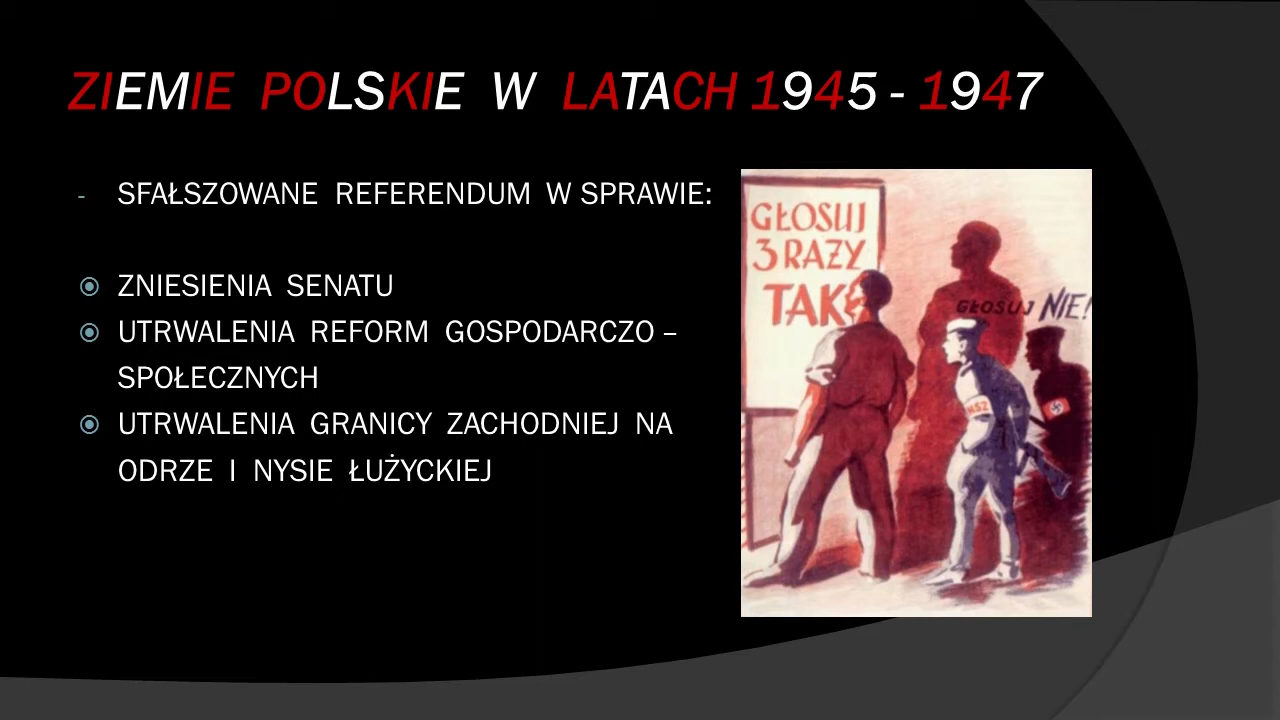 ZIEMIE POLSKIE W LATACH 1945 - 1947
- SFAŁSZOWANE REFERENDUM W SPRAWIE:
ZNIESIENIA SENATU
UTRWALENIA REFORM GOSPODARCZO –
SPOŁECZNYCH
UTRWALENIA GRANICY ZACHODNIEJ NA
ODRZE I NYSIE ŁUŻYCKIEJ
GŁOSUJ
3 RAZY
TAK
GŁOSUJ NIE!
NSZ